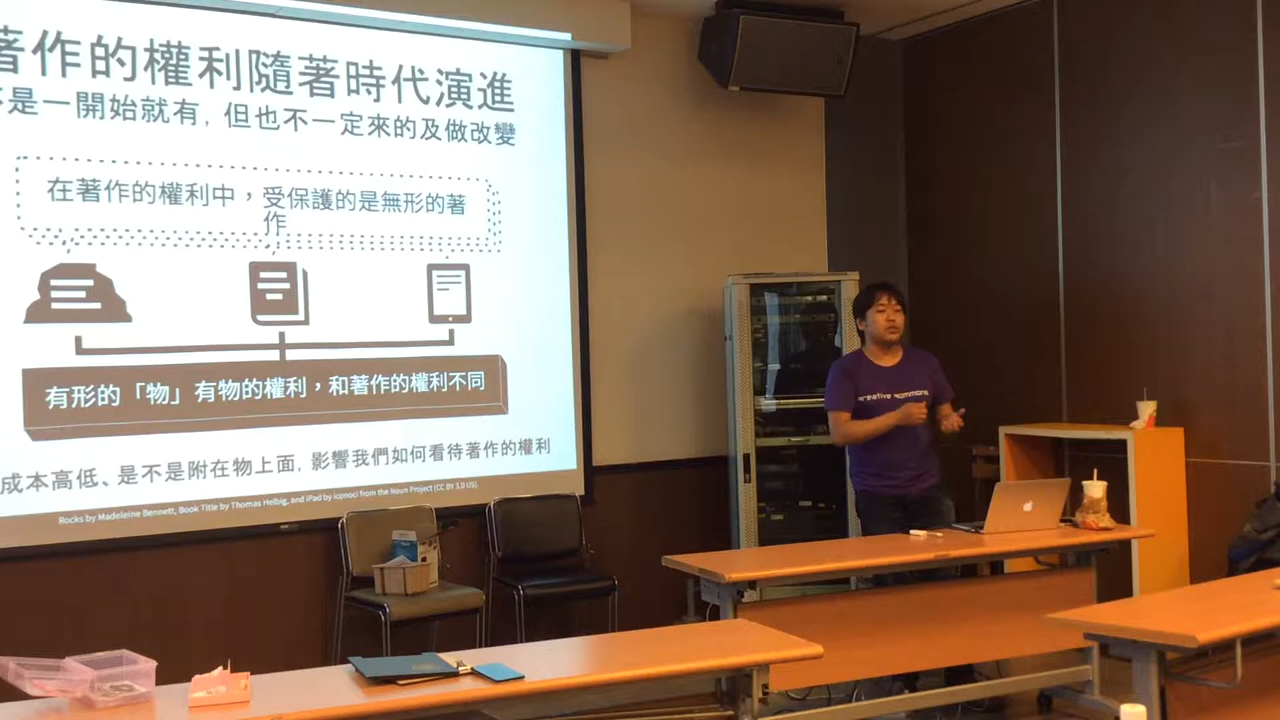 著作的權利隨著時代演進
不是一開始就有, 但也不一定來的及做改變
在著作的權利中，受保護的是無形的著
作
有形的「物」有物的權利，和著作的權利不同
成本高低、是不是附在物上面, 影響我們如何看待著作的權利
Rocks by Madeleine Bennett, Book Title by Thomas Helbig, and iPad by iconoci from the Noun Project (CC BY 3.0 US)
creative commons